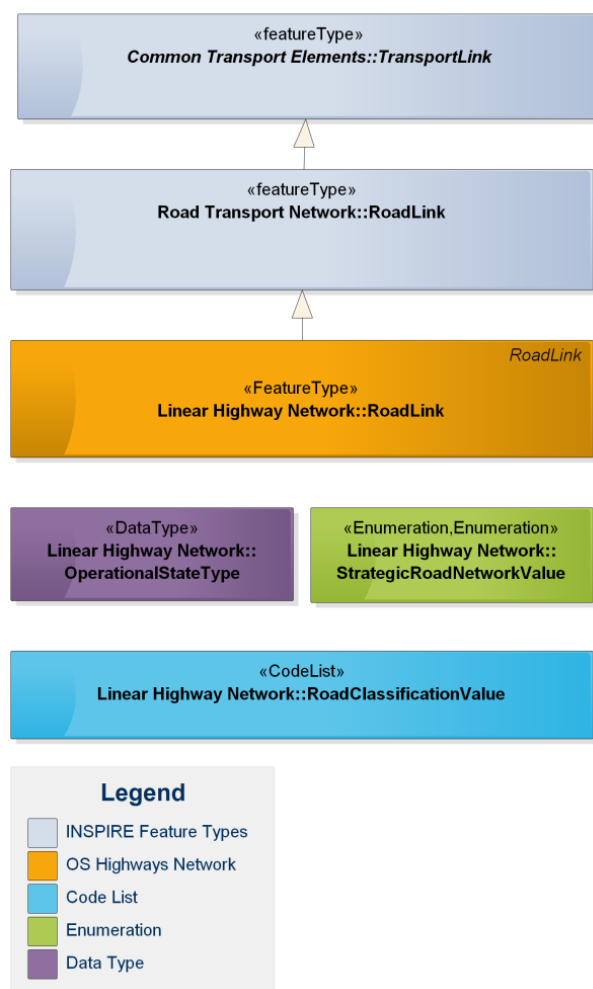 «featureType»
Common Transport Elements::TransportLink
«featureType»
Road Transport Network::RoadLink
RoadLink
«FeatureType»
Linear Highway Network::RoadLink
«DataType»
Linear Highway Network::
OperationalStateType
«Enumeration,Enumeration»
Linear Highway Network::
StrategicRoadNetworkValue
«CodeList»
Linear Highway Network::RoadClassificationValue
Legend
INSPIRE Feature Types
OS Highways Network
Code List
Enumeration
Data Type